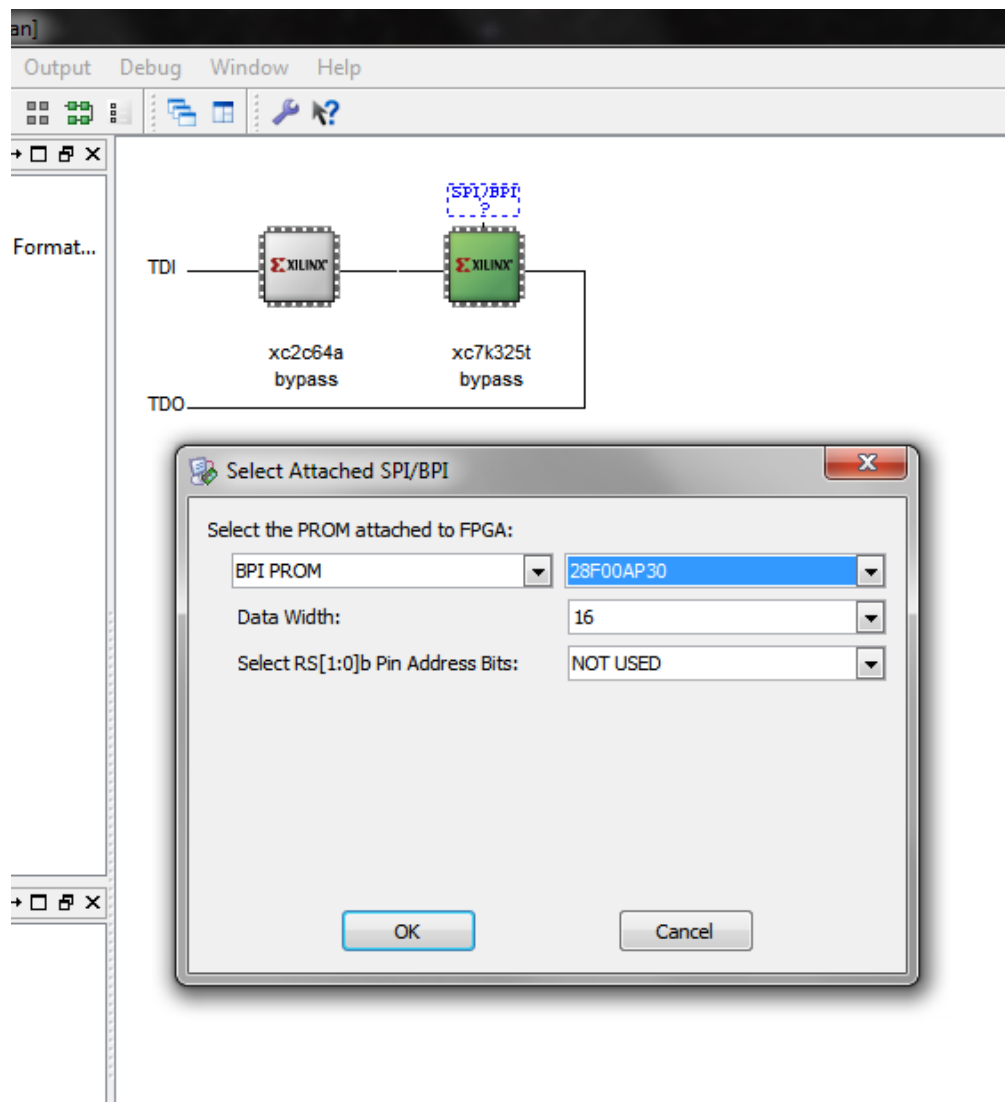 an]
Output Debug Window Help
Format...
SPI/BPI
?
TDI
XILINX
XILINX
xc2c64a
bypass
xc7k325t
bypass
TDO
Select Attached SPI/BPI
Select the PROM attached to FPGA:
BPI PROM 28F00AP30
Data Width: 16
Select RS[1:0]b Pin Address Bits: NOT USED
OK Cancel